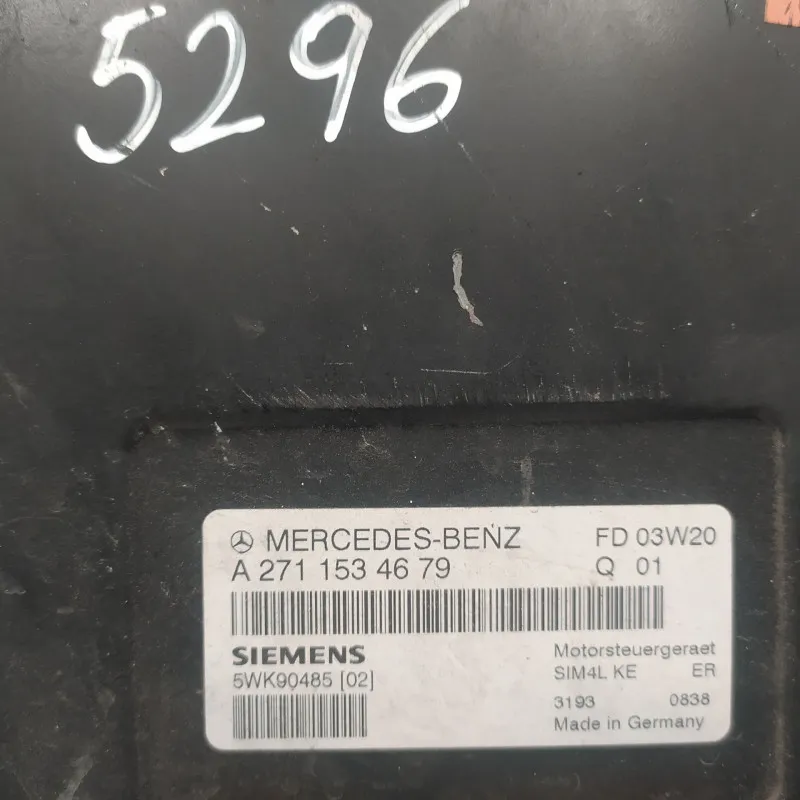 5296
MERCEDES-BENZ FD 03W20
A 271 153 46 79 Q 01
SIEMENS Motorsteuergeraet
5WK90485 [02] SIM4L KE ER
3193 0838
Made in Germany